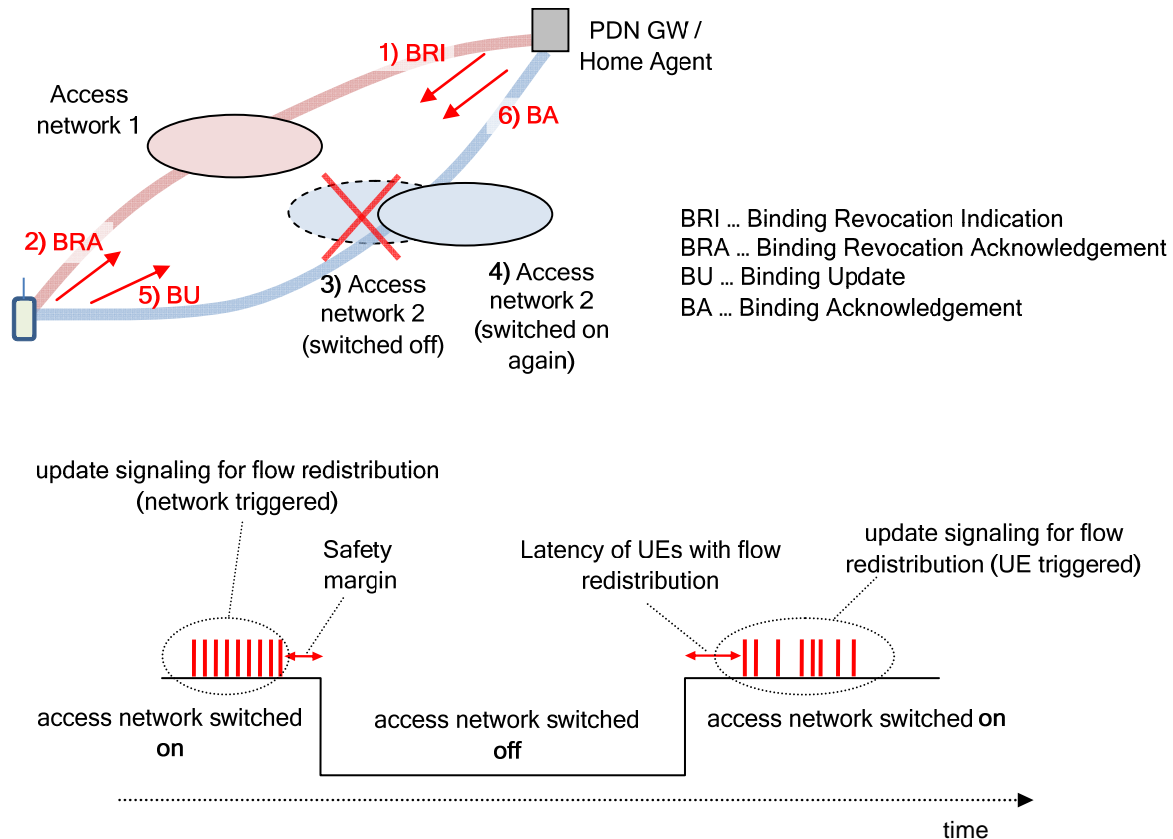 PDN GW /
Home Agent
1) BRI
6) BA
Access
network 1
2) BRA
5) BU
3) Access
network 2
(switched off)
4) Access
network 2
(switched on
again)
BRI ... Binding Revocation Indication
BRA ... Binding Revocation Acknowledgement
BU ... Binding Update
BA ... Binding Acknowledgement
update signaling for flow redistribution
(network triggered)
Safety
margin
Latency of UEs with flow
redistribution
update signaling for flow
redistribution (UE triggered)
access network switched
on
access network switched
off
access network switched on
time